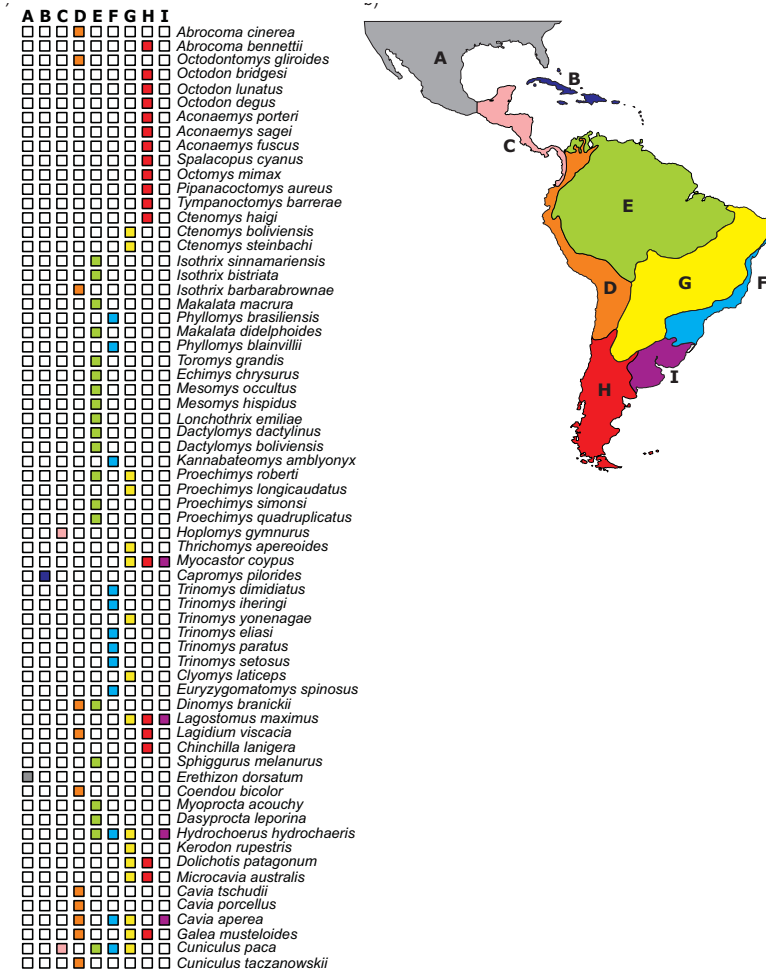 A B C D E F G H I
Abrocoma cinerea
Abrocoma bennettii
Octodontomys gliroides
Octodon bridgesi
Octodon lunatus
Octodon degus
Aconaemys porteri
Aconaemys sagei
Aconaemys fuscus
Spalacopus cyanus
Octomys mimax
Pipanacoctomys aureus
Tympanoctomys barrerae
Ctenomys haigi
Ctenomys boliviensis
Ctenomys steinbachi
Isothrix sinnamariensis
Isothrix bistriata
Isothrix barbarabrownae
Makalata macrura
Phyllomys brasiliensis
Makalata didelphoides
Phyllomys blainvillii
Toromys grandis
Echimys chrysurus
Mesomys occultus
Mesomys hispidus
Lonchothrix emiliae
Dactylomys dactylinus
Dactylomys boliviensis
Kannabateomys amblyonyx
Proechimys roberti
Proechimys longicaudatus
Proechimys simonsi
Proechimys quadruplicatus
Hoplomys gymnurus
Thrichomys apereoides
Myocastor coypus
Capromys pilorides
Trinomys dimidiatus
Trinomys iheringi
Trinomys yonenagae
Trinomys eliasi
Trinomys paratus
Trinomys setosus
Clyomys laticeps
Euryzygomatomys spinosus
Dinomys branickii
Lagostomus maximus
Lagidium viscacia
Chinchilla lanigera
Sphiggurus melanurus
Erethizon dorsatum
Coendou bicolor
Myoprocta acouchy
Dasyprocta leporina
Hydrochoerus hydrochaeris
Kerodon rupestris
Dolichotis patagonum
Microcavia australis
Cavia tschudii
Cavia porcellus
Cavia aperea
Galea musteloides
Cuniculus paca
Cuniculus taczanowskii
A
B
C
E
D
G
F
H
I